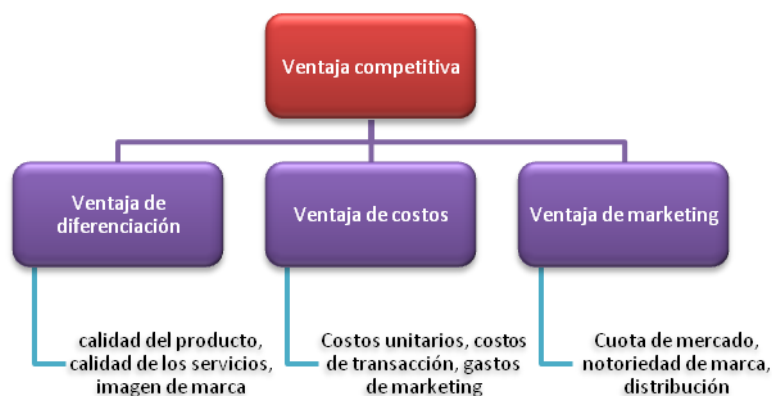 Ventaja competitiva
Ventaja de
diferenciación
Ventaja de costos
Ventaja de marketing
calidad del producto,
calidad de los servicios,
imagen de marca
Costos unitarios, costos
de transacción, gastos
de marketing
Cuota de mercado,
notoriedad de marca,
distribución